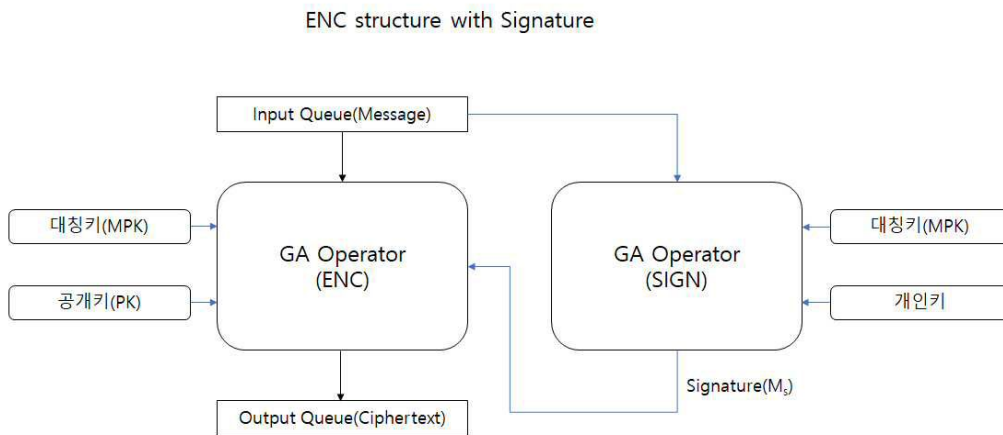 ENC structure with Signature
Input Queue(Message)
대칭키(MPK)
GA Operator
(ENC)
공개키(PK)
GA Operator
(SIGN)
대칭키(MPK)
개인키
Signature(Ms)
Output Queue(Ciphertext)